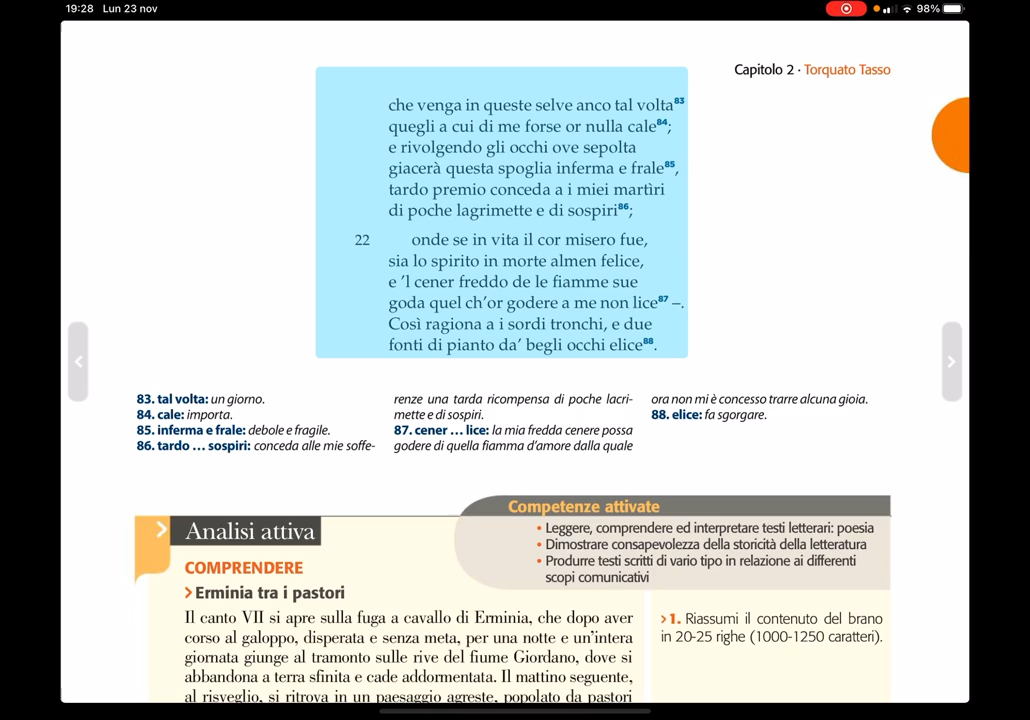 19:28 Lun 23 nov
98%
Capitolo 2 · Torquato Tasso
che venga in queste selve anco tal volta83
quegli a cui di me forse or nulla cale84;
e rivolgendo gli occhi ove sepolta
giacerà questa spoglia inferma e frale85,
tardo premio conceda a i miei martìri
di poche lagrimette e di sospiri86;
22 onde se in vita il cor misero fue,
sia lo spirito in morte almen felice,
e 'l cener freddo de le fiamme sue
goda quel ch'or godere a me non lice87 –.
Così ragiona a i sordi tronchi, e due
fonti di pianto da' begli occhi elice88.
83. tal volta: un giorno.
84. cale: importa.
85. inferma e frale: debole e fragile.
86. tardo ... sospiri: conceda alle mie soffe-
renze una tarda ricompensa di poche lacri-
mette e di sospiri.
87. cener ... lice: la mia fredda cenere possa
godere di quella fiamma d'amore dalla quale
ora non mi è concesso trarre alcuna gioia.
88. elice: fa sgorgare.
Competenze attivate
• Leggere, comprendere ed interpretare testi letterari: poesia
• Dimostrare consapevolezza della storicità della letteratura
• Produrre testi scritti di vario tipo in relazione ai differenti
scopi comunicativi
Analisi attiva
COMPRENDERE
> Erminia tra i pastori
Il canto VII si apre sulla fuga a cavallo di Erminia, che dopo aver
corso al galoppo, disperata e senza meta, per una notte e un'intera
giornata giunge al tramonto sulle rive del fiume Giordano, dove si
abbandona a terra sfinita e cade addormentata. Il mattino seguente,
al risveglio, si ritrova in un paesaggio agreste, popolato da pastori
> 1. Riassumi il contenuto del brano
in 20-25 righe (1000-1250 caratteri).